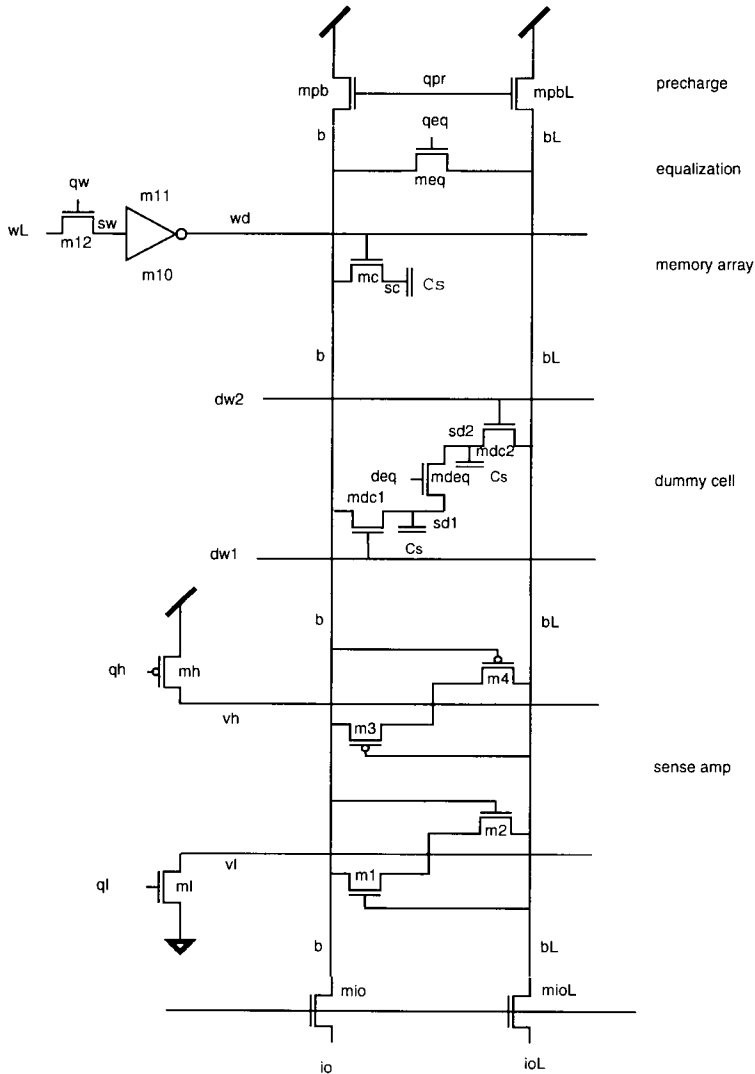 mpb qpr mpbL precharge
b qeq bL
meq equalization
qw m11
wL sw wd
m12
m10 mc memory array
sc Cs
b bL
dw2
sd2
mdc2
deq mdeq Cs dummy cell
mdc1
sd1
dw1 Cs
b bL
qh mh m4
vh m3
sense amp
m2
vl m1
ql ml
b bL
mio mioL
io ioL